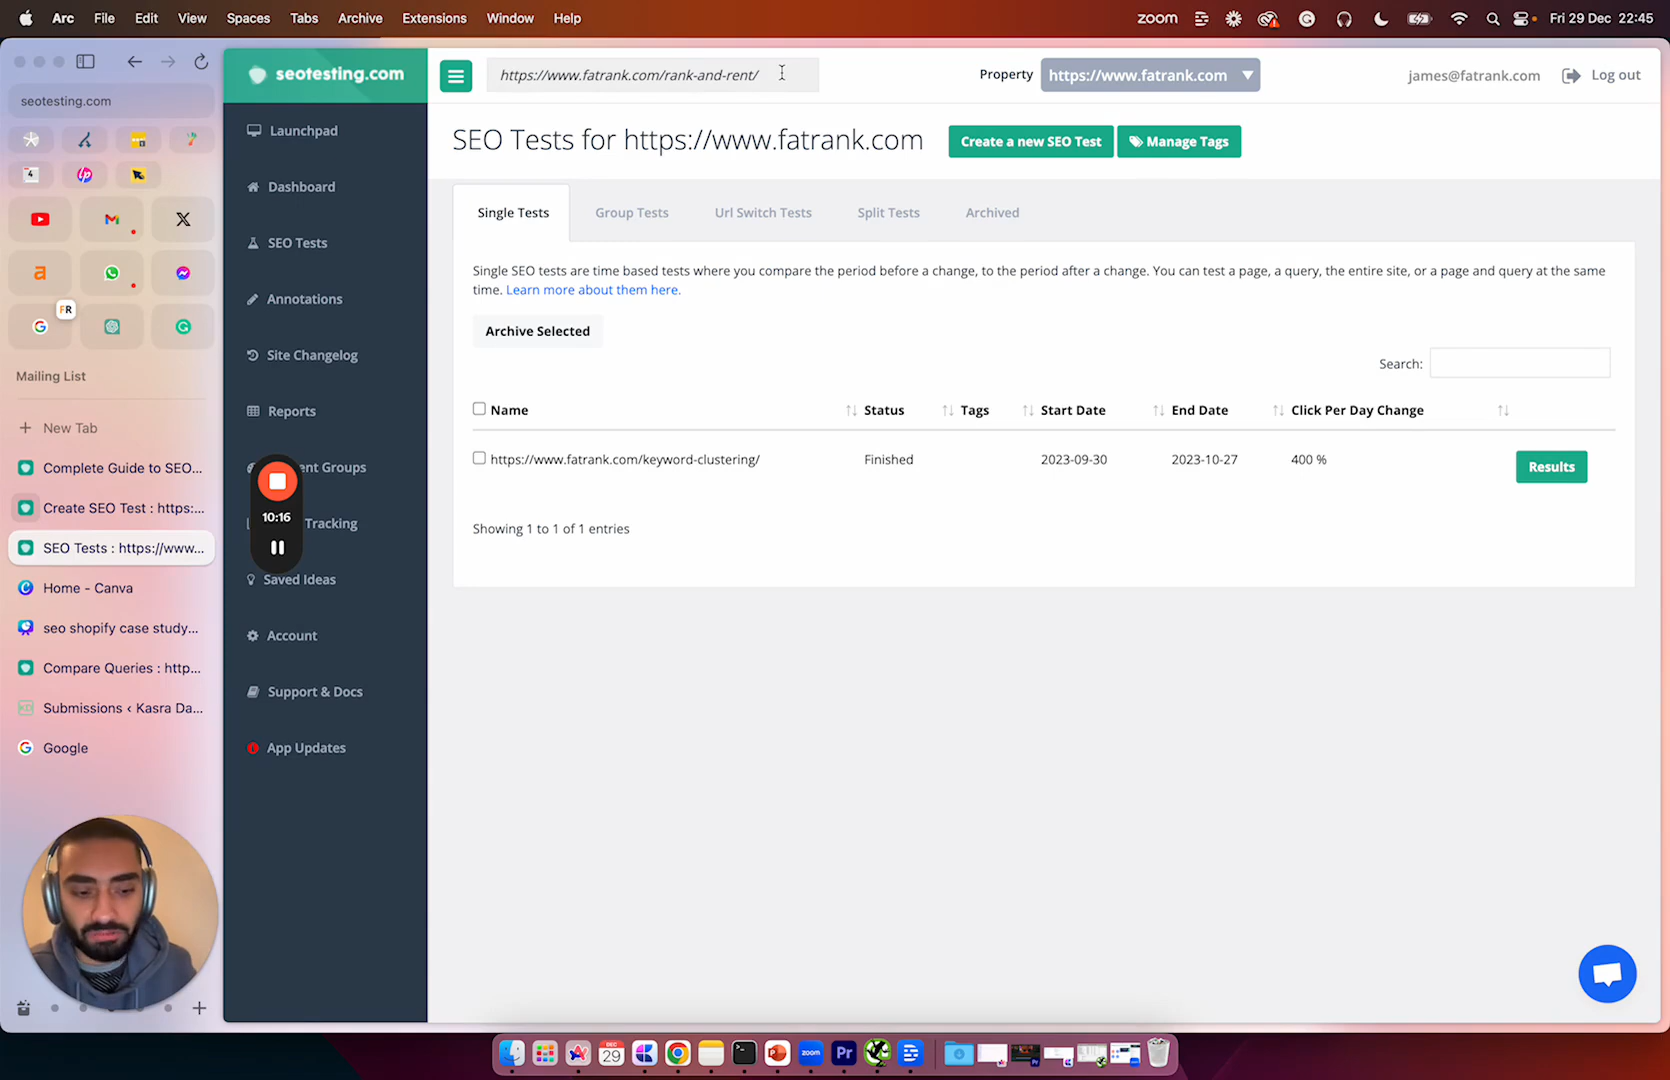 Arc File Edit View Spaces Tabs Archive Extensions Window Help
zoom Fri 29 Dec 22:45
seotesting.com
4
a
FR
Mailing List
New Tab
Complete Guide to SEO...
Create SEO Test : https:...
SEO Tests : https://www...
Home - Canva
seo shopify case study...
Compare Queries : http...
Submissions ‹ Kasra Da...
Google
seotesting.com
Launchpad
Dashboard
SEO Tests
Annotations
Site Changelog
Reports
ent Groups
Tracking
10:16
Saved Ideas
Account
Support & Docs
App Updates
https://www.fatrank.com/rank-and-rent/
Property https://www.fatrank.com
james@fatrank.com Log out
SEO Tests for https://www.fatrank.com
Create a new SEO Test
Manage Tags
Single Tests Group Tests Url Switch Tests Split Tests Archived
Single SEO tests are time based tests where you compare the period before a change, to the period after a change. You can test a page, a query, the entire site, or a page and query at the same
time. Learn more about them here.
Archive Selected
Search:
Name Status Tags Start Date End Date Click Per Day Change
https://www.fatrank.com/keyword-clustering/ Finished 2023-09-30 2023-10-27 400 % Results
Showing 1 to 1 of 1 entries
DEC
29
zoom
Pr